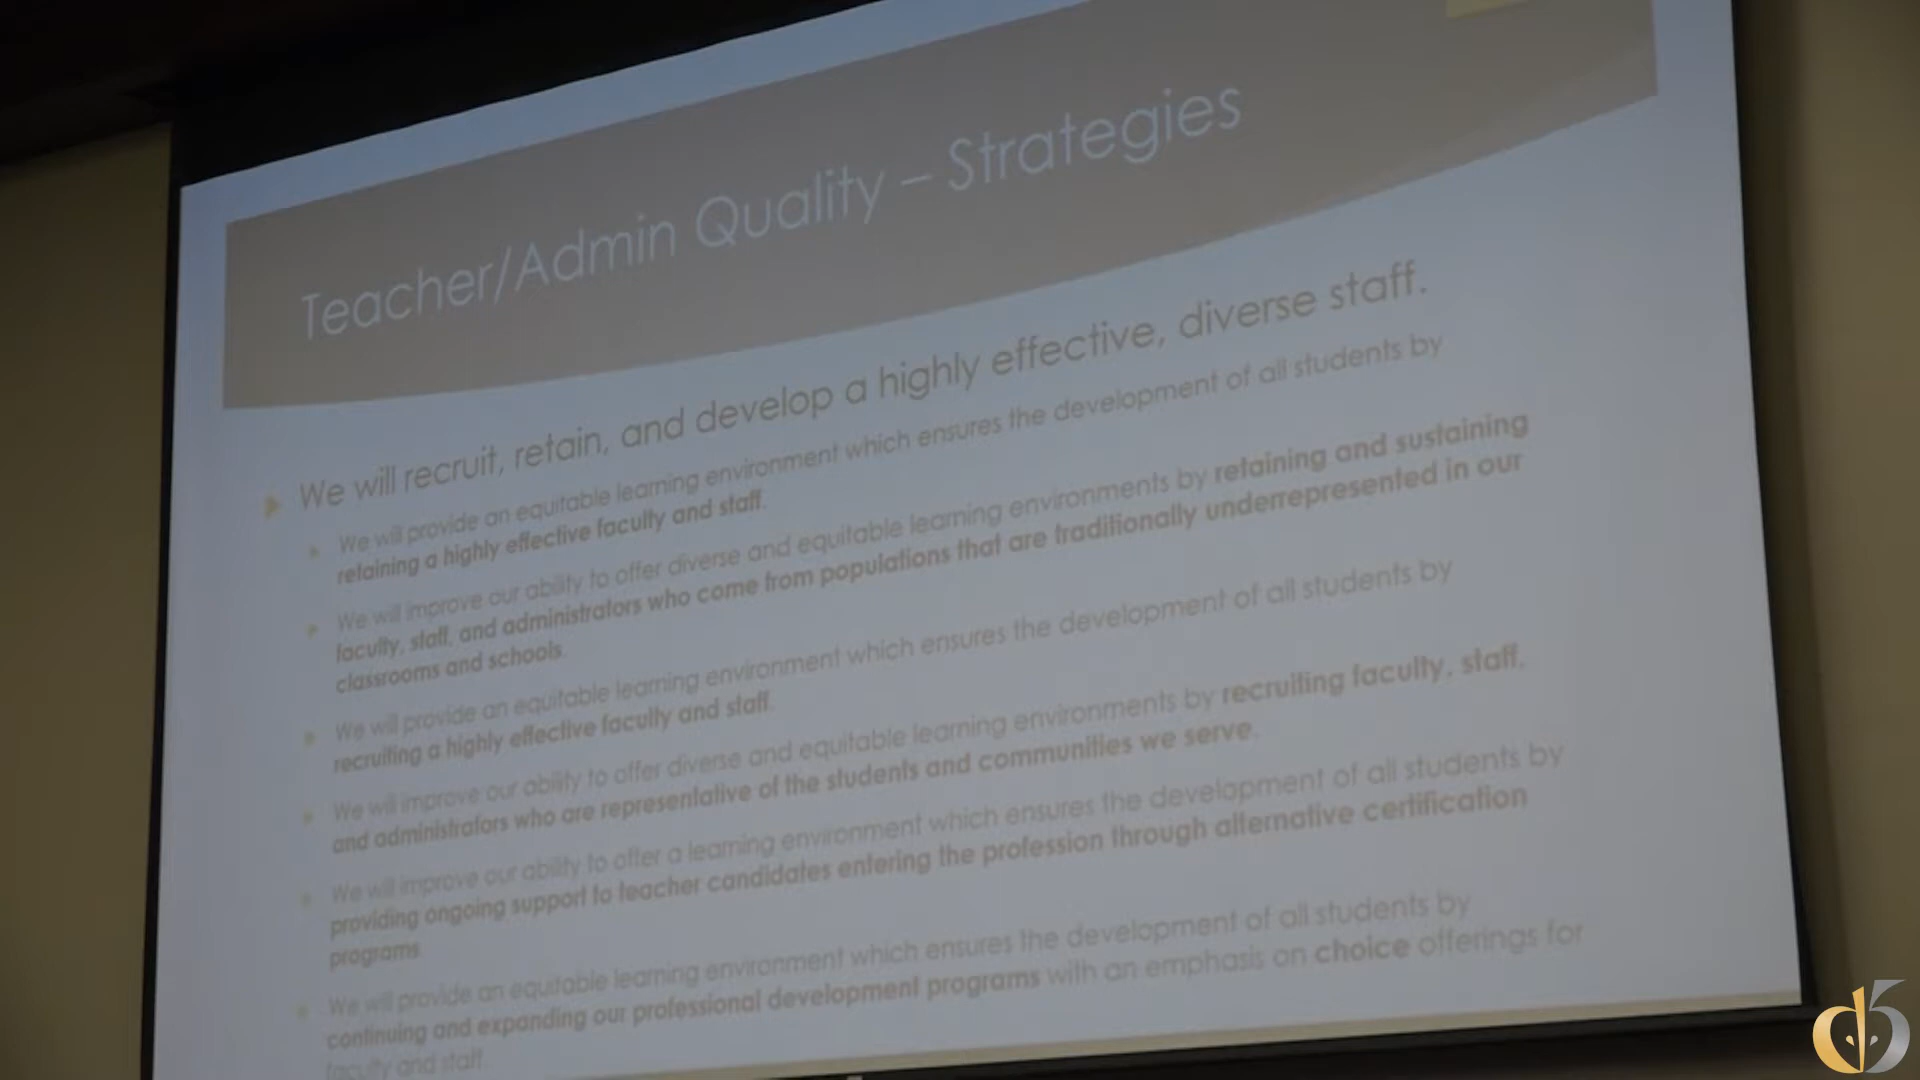 Teacher/Admin Quality – Strategies
We will recruit, retain, and develop a highly effective, diverse staff.
We will provide an equitable learning environment which ensures the development of all students by
retaining a highly effective faculty and staff.
We will improve our ability to offer diverse and equitable learning environments by retaining and sustaining
faculty, staff, and administrators who come from populations that are traditionally underrepresented in our
classrooms and schools.
We will provide an equitable learning environment which ensures the development of all students by
recruiting a highly effective faculty and staff.
We will improve our ability to offer diverse and equitable learning environments by recruiting faculty, staff,
and administrators who are representative of the students and communities we serve.
We will improve our ability to offer a learning environment which ensures the development of all students by
providing ongoing support to teacher candidates entering the profession through alternative certification
programs
We will provide an equitable learning environment which ensures the development of all students by
continuing and expanding our professional development programs with an emphasis on choice offerings for
faculty and staff.
d5